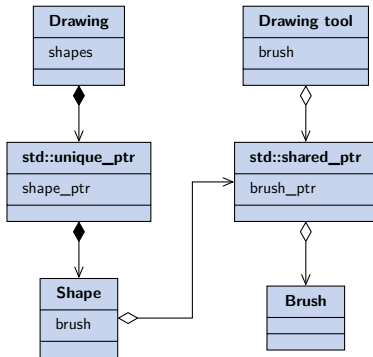 Drawing
shapes
Drawing tool
brush
std::unique_ptr
shape_ptr
std::shared_ptr
brush_ptr
Shape
brush
Brush